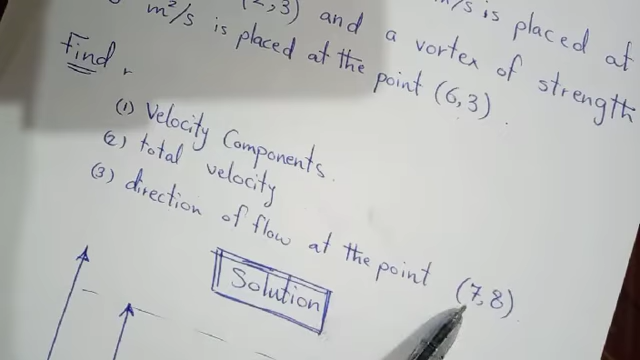 m/s is placed at
(2,3) and a vortex of strength
m²/s is placed at the point (6,3).
Find,
(1) Velocity Components.
(2) total velocity
(3) direction of flow at the point (7,8).
Solution